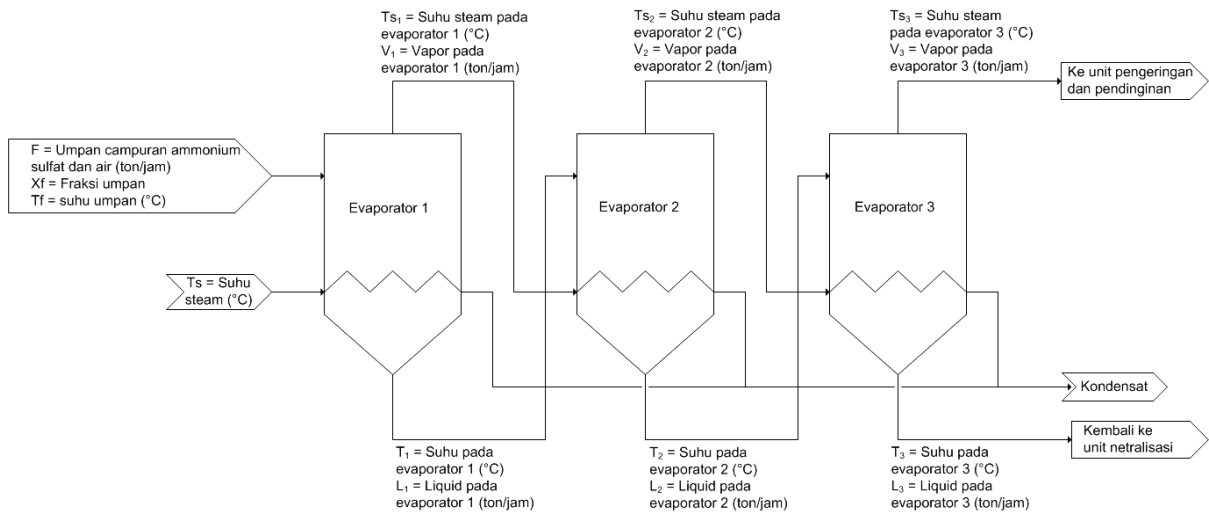 Ts₁ = Suhu steam pada
evaporator 1 (°C)
V₁ = Vapor pada
evaporator 1 (ton/jam)
Ts₂ = Suhu steam pada
evaporator 2 (°C)
V₂ = Vapor pada
evaporator 2 (ton/jam)
Ts₃ = Suhu steam
pada evaporator 3 (°C)
V₃ = Vapor pada
evaporator 3 (ton/jam)
Ke unit pengeringan
dan pendinginan
F = Umpan campuran ammonium
sulfat dan air (ton/jam)
Xf = Fraksi umpan
Tf = suhu umpan (°C)
Evaporator 1
Evaporator 2
Evaporator 3
Ts = Suhu
steam (°C)
Kondensat
Kembali ke
unit netralisasi
T₁ = Suhu pada
evaporator 1 (°C)
L₁ = Liquid pada
evaporator 1 (ton/jam)
T₂ = Suhu pada
evaporator 2 (°C)
L₂ = Liquid pada
evaporator 2 (ton/jam)
T₃ = Suhu pada
evaporator 3 (°C)
L₃ = Liquid pada
evaporator 3 (ton/jam)